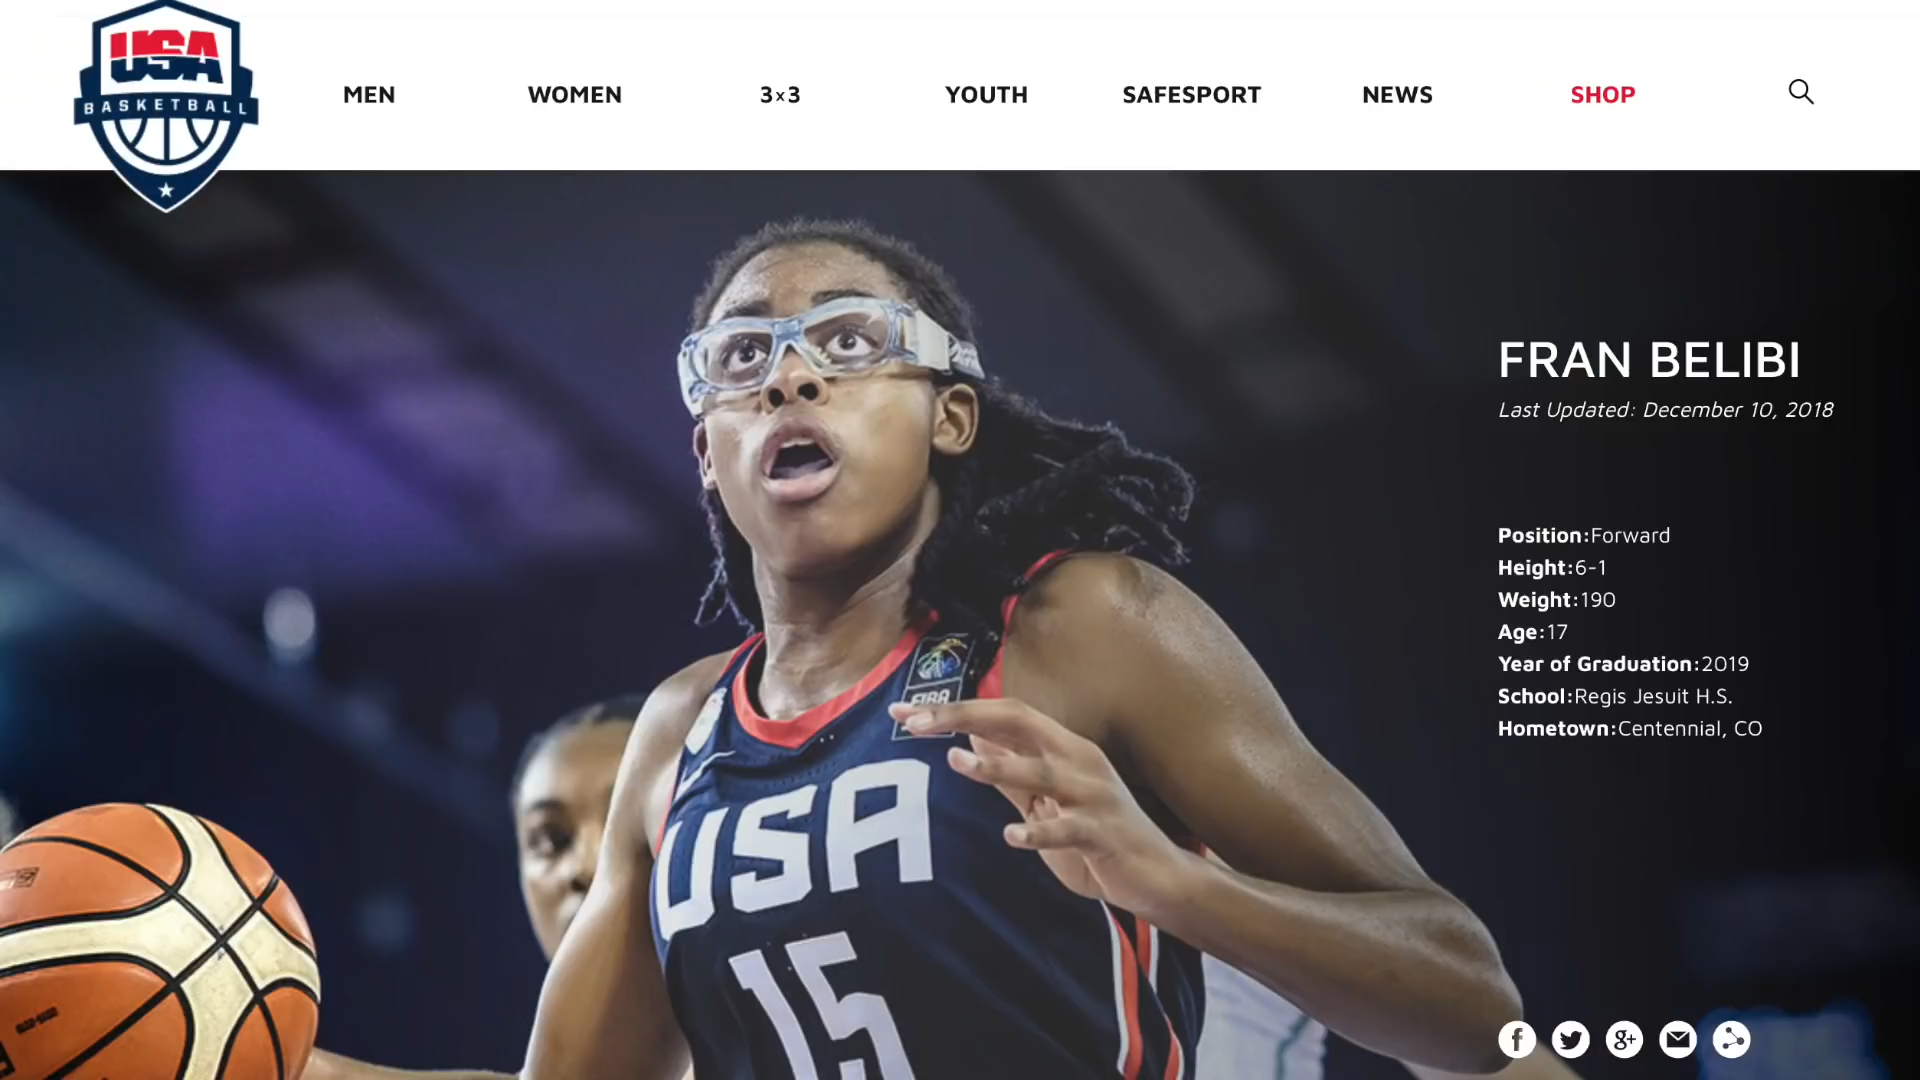 USA
BASKETBALL
MEN
WOMEN
3x3
YOUTH
SAFESPORT
NEWS
SHOP
FRAN BELIBI
Last Updated: December 10, 2018
Position:Forward
Height:6-1
Weight:190
Age:17
Year of Graduation:2019
School:Regis Jesuit H.S.
Hometown:Centennial, CO
FIBA
USA
15